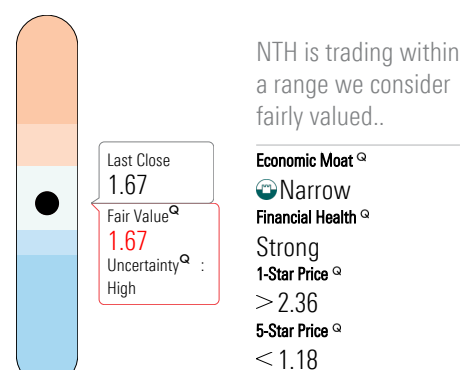 NTH is trading within
a range we consider
fairly valued..
Last Close
1.67
Fair Value Q
1.67
Uncertainty Q :
High
Economic Moat Q
Narrow
Financial Health Q
Strong
1-Star Price Q
> 2.36
5-Star Price Q
< 1.18